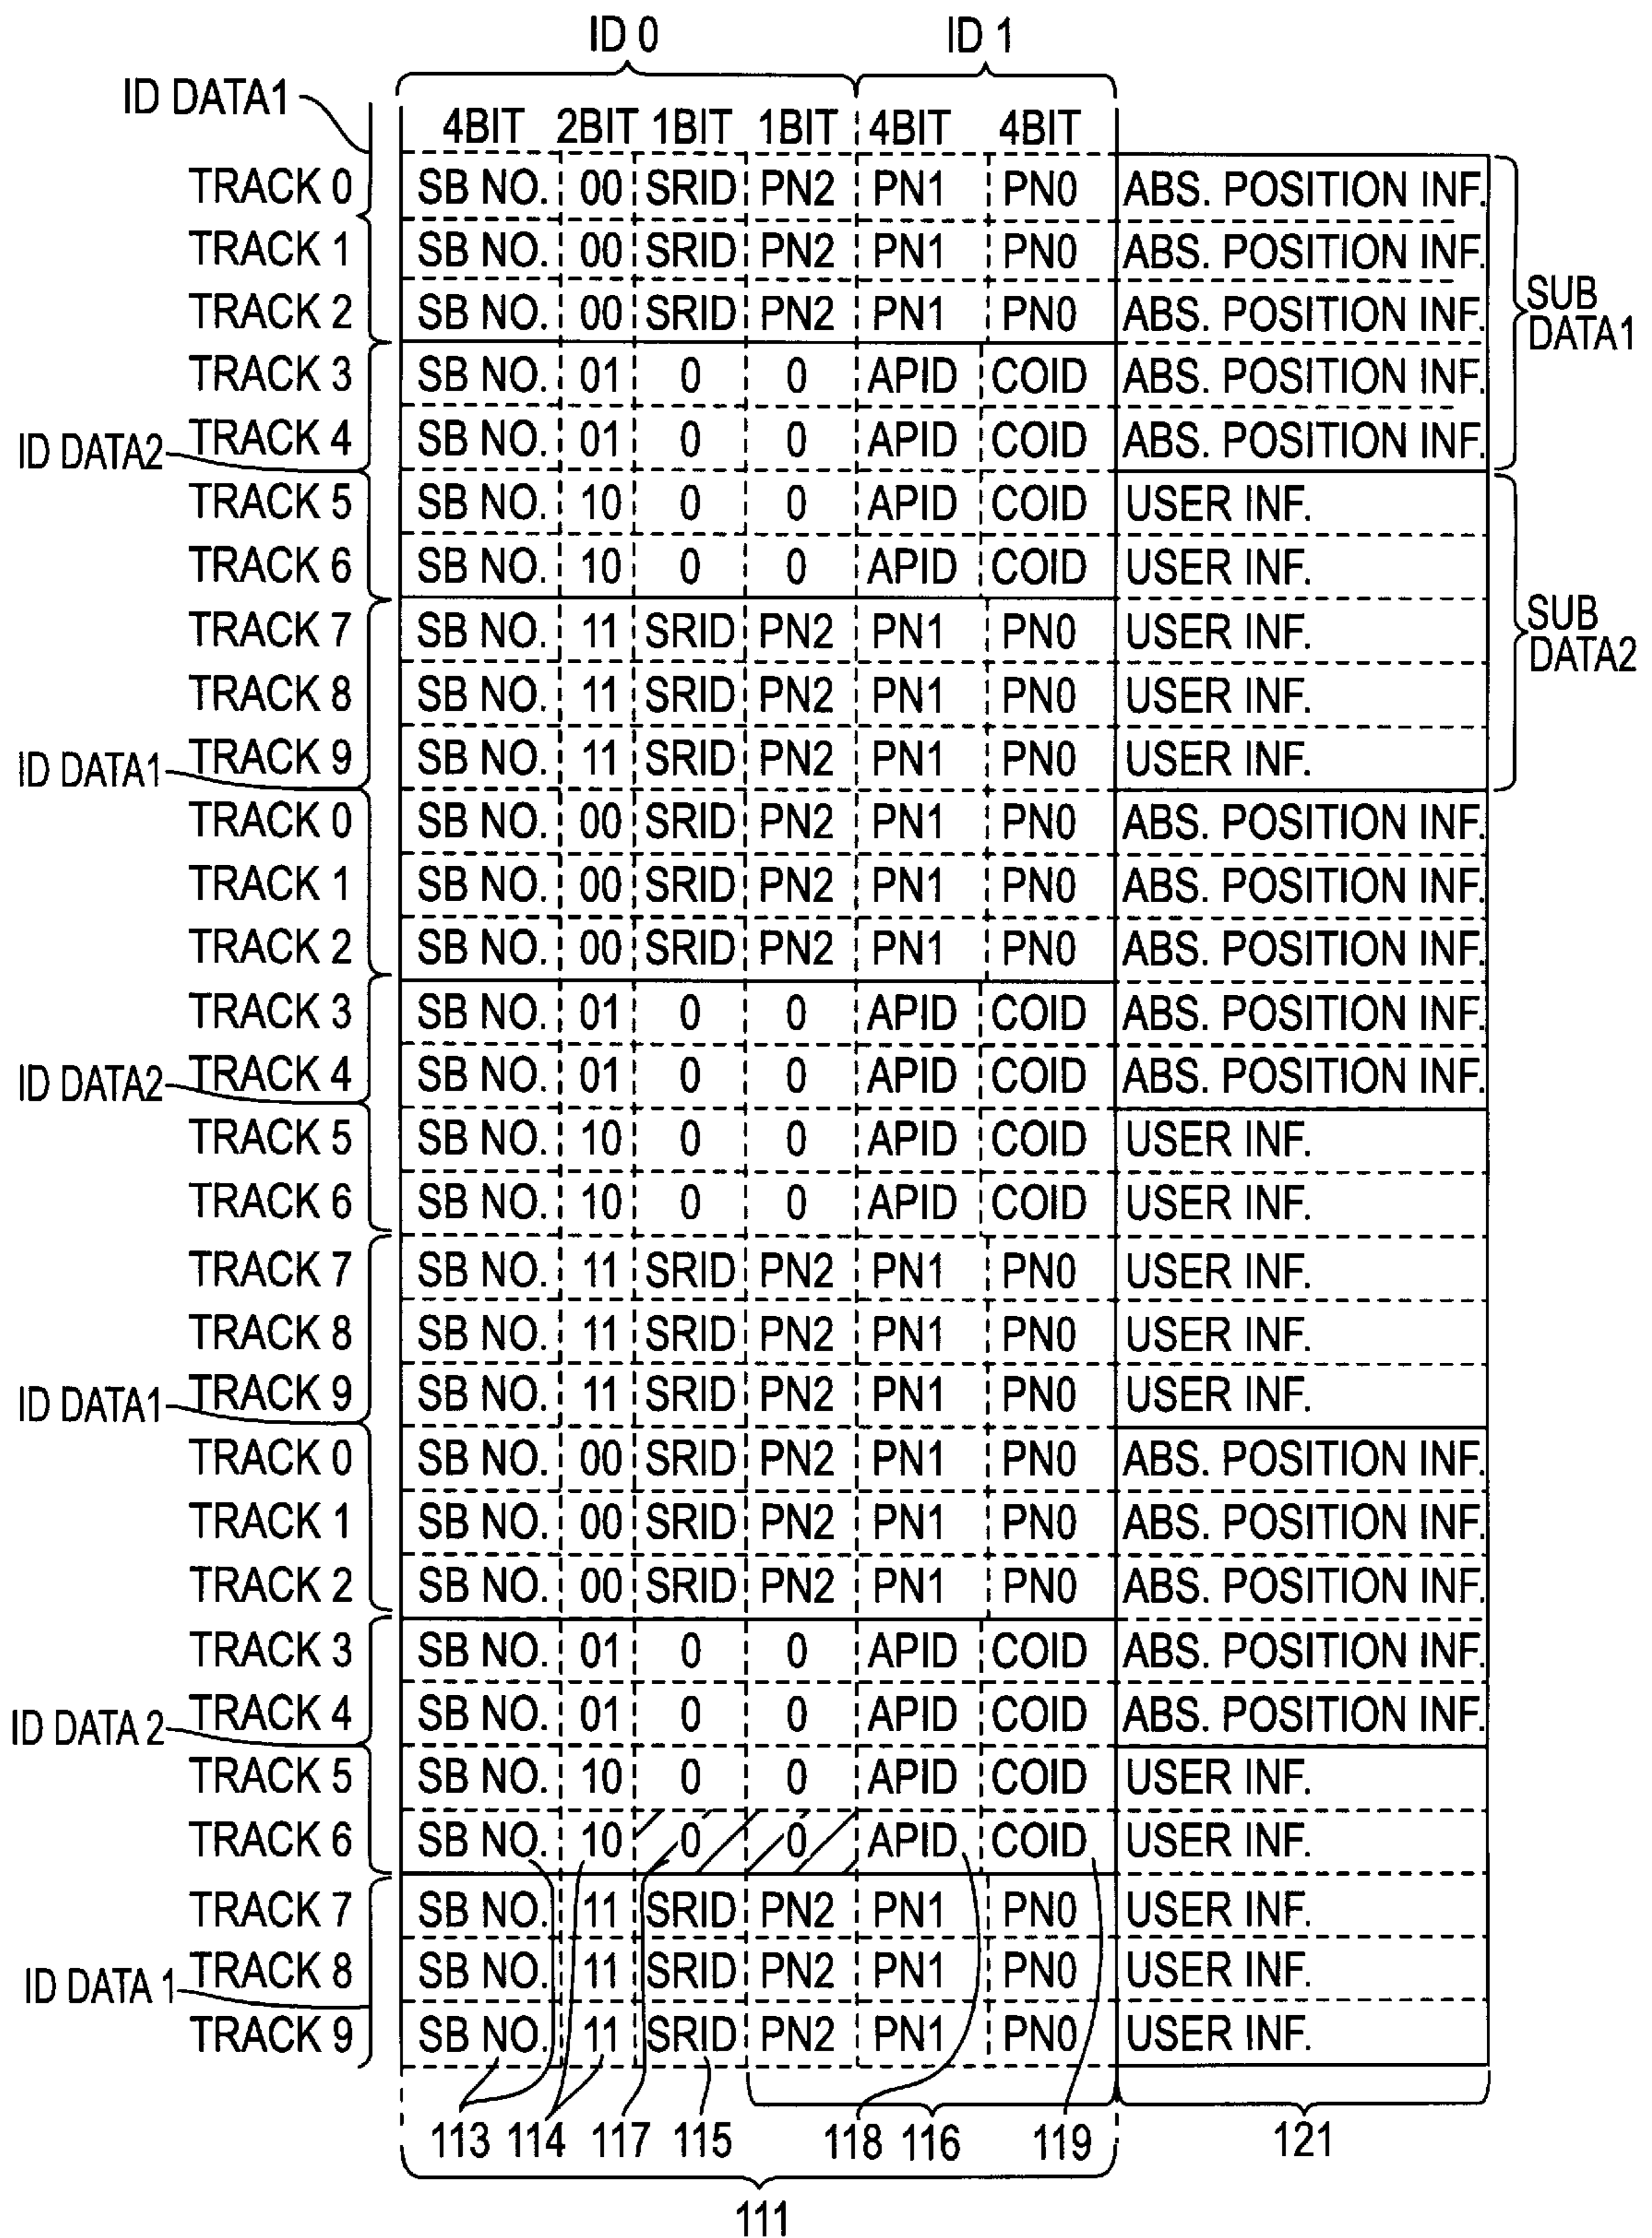 ID 0 ID 1
ID DATA1
4BIT 2BIT 1BIT 1BIT 4BIT 4BIT
TRACK 0 SB NO. 00 SRID PN2 PN1 PN0 ABS. POSITION INF.
TRACK 1 SB NO. 00 SRID PN2 PN1 PN0 ABS. POSITION INF.
TRACK 2 SB NO. 00 SRID PN2 PN1 PN0 ABS. POSITION INF.
SUB DATA1
TRACK 3 SB NO. 01 0 0 APID COID ABS. POSITION INF.
ID DATA2 TRACK 4 SB NO. 01 0 0 APID COID ABS. POSITION INF.
TRACK 5 SB NO. 10 0 0 APID COID USER INF.
TRACK 6 SB NO. 10 0 0 APID COID USER INF.
TRACK 7 SB NO. 11 SRID PN2 PN1 PN0 USER INF.
SUB DATA2
TRACK 8 SB NO. 11 SRID PN2 PN1 PN0 USER INF.
ID DATA1 TRACK 9 SB NO. 11 SRID PN2 PN1 PN0 USER INF.
TRACK 0 SB NO. 00 SRID PN2 PN1 PN0 ABS. POSITION INF.
TRACK 1 SB NO. 00 SRID PN2 PN1 PN0 ABS. POSITION INF.
TRACK 2 SB NO. 00 SRID PN2 PN1 PN0 ABS. POSITION INF.
TRACK 3 SB NO. 01 0 0 APID COID ABS. POSITION INF.
ID DATA2 TRACK 4 SB NO. 01 0 0 APID COID ABS. POSITION INF.
TRACK 5 SB NO. 10 0 0 APID COID USER INF.
TRACK 6 SB NO. 10 0 0 APID COID USER INF.
TRACK 7 SB NO. 11 SRID PN2 PN1 PN0 USER INF.
TRACK 8 SB NO. 11 SRID PN2 PN1 PN0 USER INF.
ID DATA1 TRACK 9 SB NO. 11 SRID PN2 PN1 PN0 USER INF.
TRACK 0 SB NO. 00 SRID PN2 PN1 PN0 ABS. POSITION INF.
TRACK 1 SB NO. 00 SRID PN2 PN1 PN0 ABS. POSITION INF.
TRACK 2 SB NO. 00 SRID PN2 PN1 PN0 ABS. POSITION INF.
TRACK 3 SB NO. 01 0 0 APID COID ABS. POSITION INF.
ID DATA 2 TRACK 4 SB NO. 01 0 0 APID COID ABS. POSITION INF.
TRACK 5 SB NO. 10 0 0 APID COID USER INF.
TRACK 6 SB NO. 10 0 0 APID COID USER INF.
TRACK 7 SB NO. 11 SRID PN2 PN1 PN0 USER INF.
ID DATA 1 TRACK 8 SB NO. 11 SRID PN2 PN1 PN0 USER INF.
TRACK 9 SB NO. 11 SRID PN2 PN1 PN0 USER INF.
113 114 117 115 118 116 119 121
111